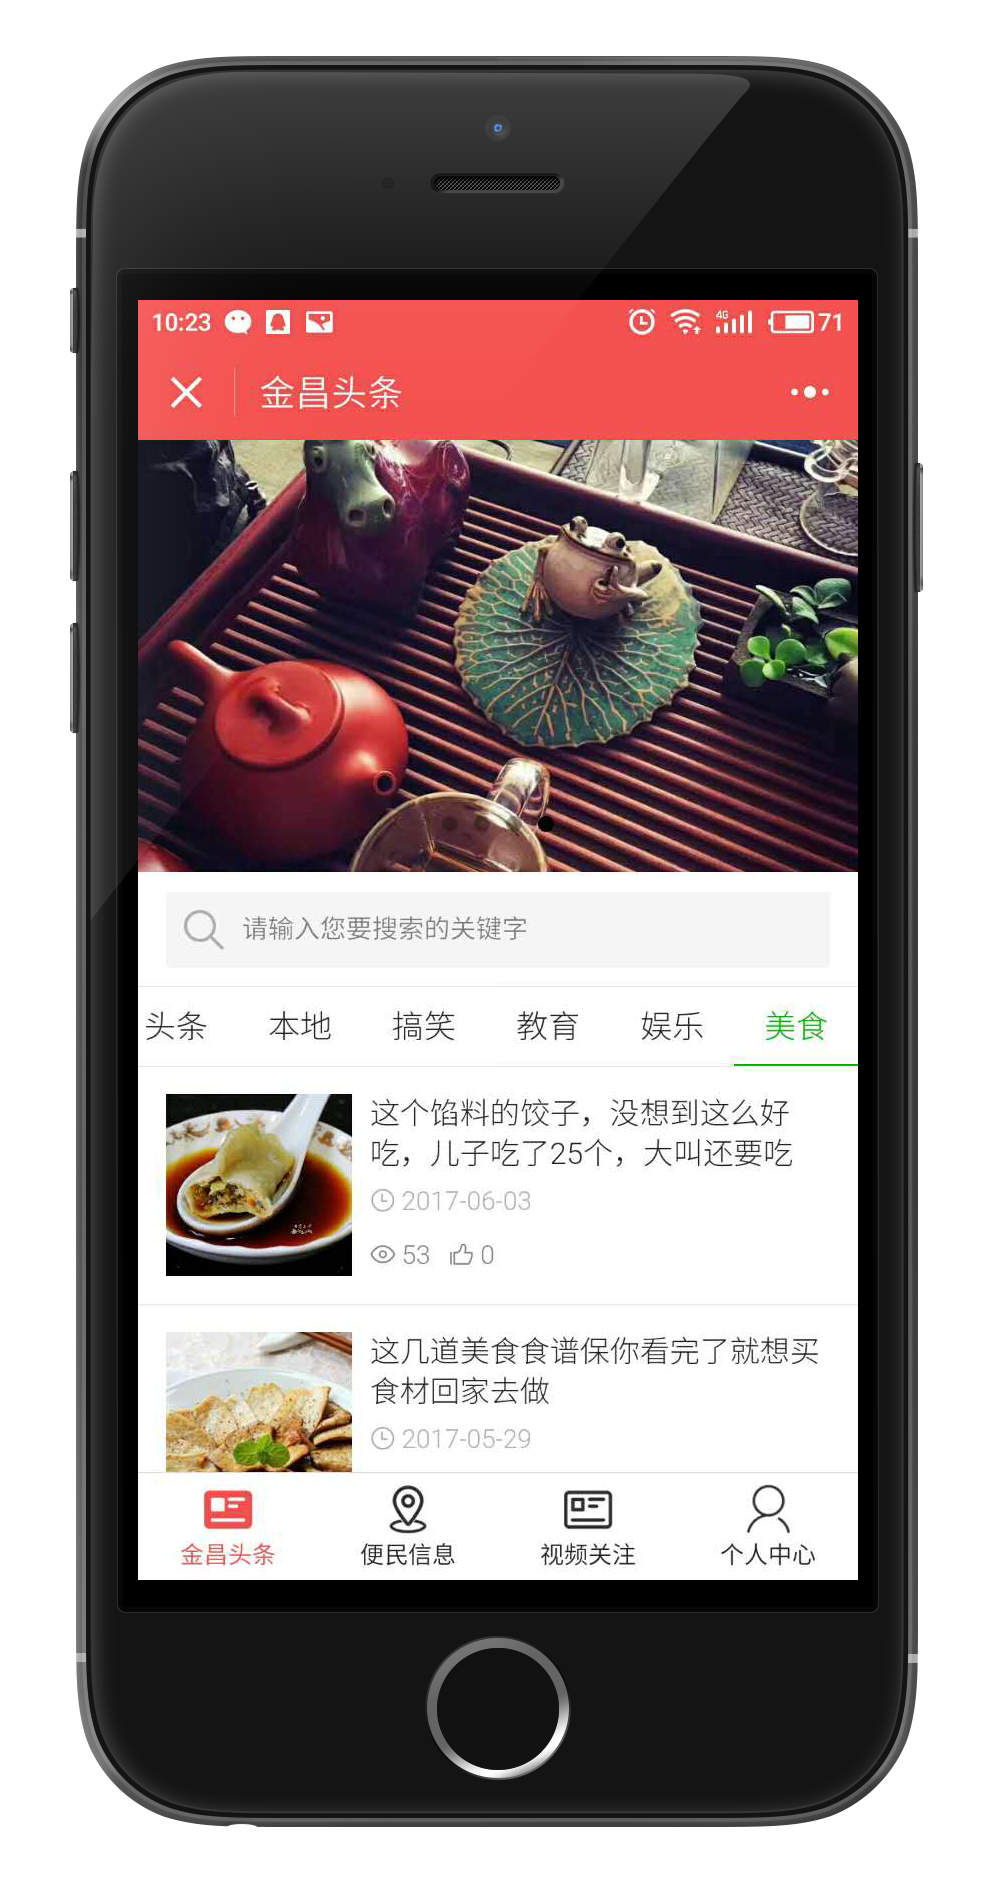 10:23
4G
71
金昌头条
请输入您要搜索的关键字
头条 本地 搞笑 教育 娱乐 美食
这个馅料的饺子，没想到这么好
吃，儿子吃了25个，大叫还要吃
2017-06-03
53 0
这几道美食食谱保你看完了就想买
食材回家去做
2017-05-29
金昌头条 便民信息 视频关注 个人中心